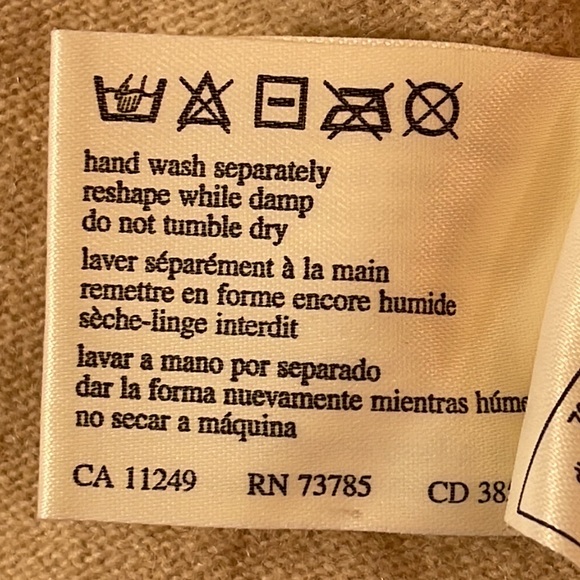 hand wash separately
reshape while damp
do not tumble dry
laver séparément à la main
remettre en forme encore humide
sèche-linge interdit
lavar a mano por separado
dar la forma nuevamente mientras
no secar a máquina
CA 11249 RN 73785 CD